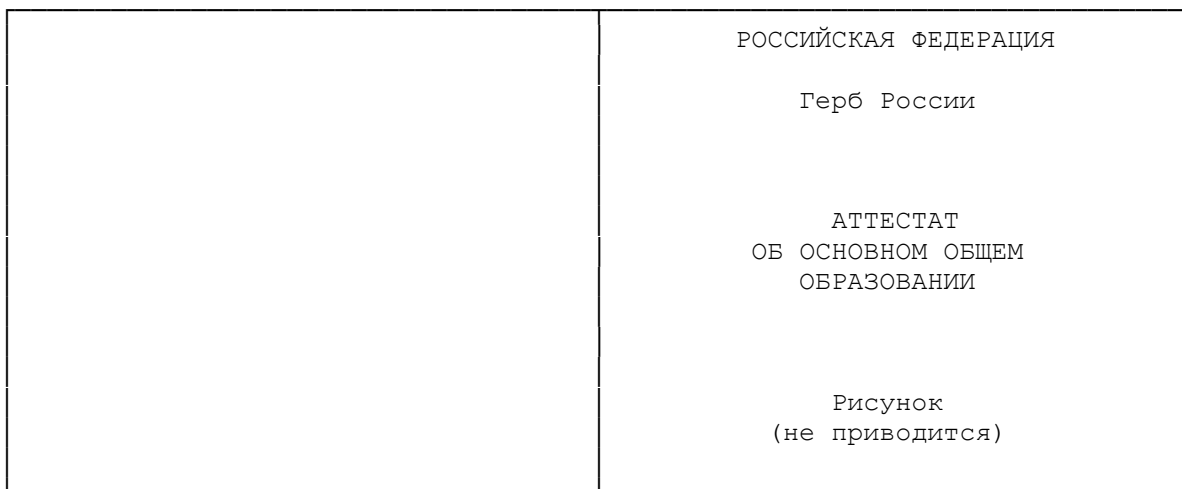 РОССИЙСКАЯ ФЕДЕРАЦИЯ
Герб России
АТТЕСТАТ
ОБ ОСНОВНОМ ОБЩЕМ
ОБРАЗОВАНИИ
Рисунок
(не приводится)